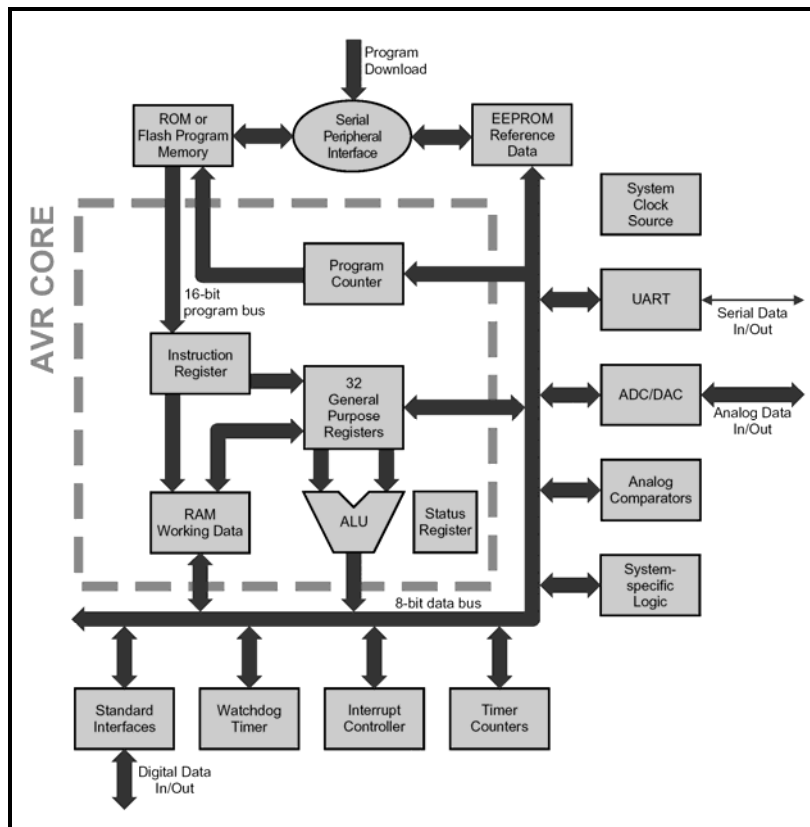 Program
Download
ROM or
Flash Program
Memory
Serial
Peripheral
Interface
EEPROM
Reference
Data
System
Clock
Source
AVR CORE
Program
Counter
16-bit
program bus
UART
Serial Data
In/Out
Instruction
Register
32
General
Purpose
Registers
ADC/DAC
Analog Data
In/Out
RAM
Working Data
ALU
Status
Register
Analog
Comparators
System-
specific
Logic
8-bit data bus
Standard
Interfaces
Watchdog
Timer
Interrupt
Controller
Timer
Counters
Digital Data
In/Out